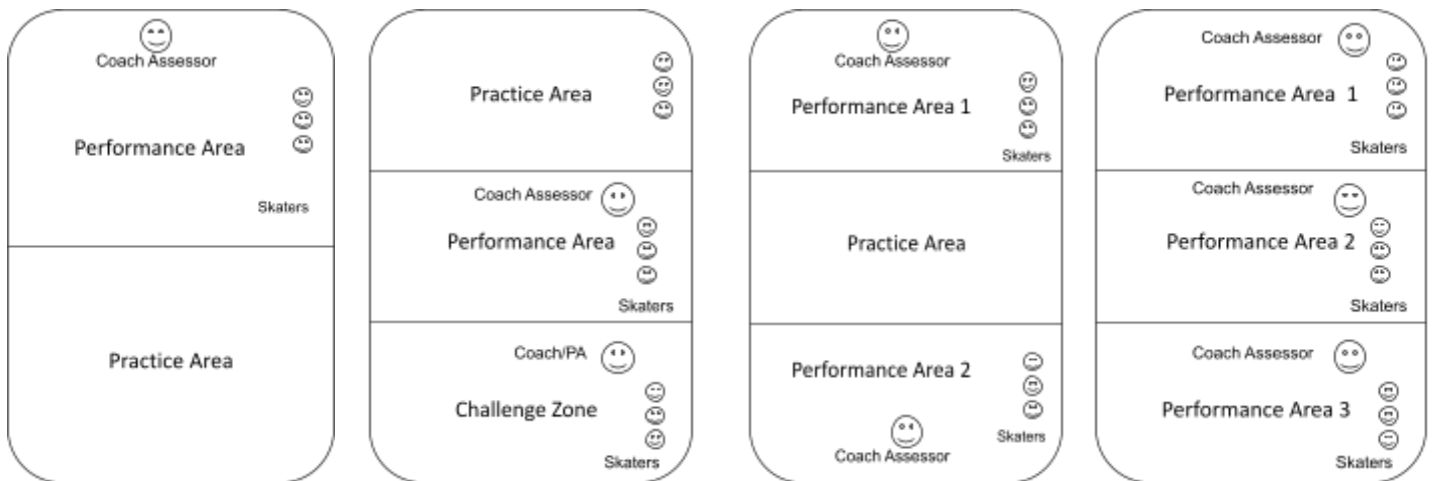 Coach Assessor
Performance Area
Skaters
Practice Area
Practice Area
Coach Assessor
Performance Area
Skaters
Coach/PA
Challenge Zone
Skaters
Coach Assessor
Performance Area 1
Skaters
Practice Area
Performance Area 2
Skaters
Coach Assessor
Coach Assessor
Performance Area 1
Skaters
Coach Assessor
Performance Area 2
Skaters
Coach Assessor
Performance Area 3
Skaters